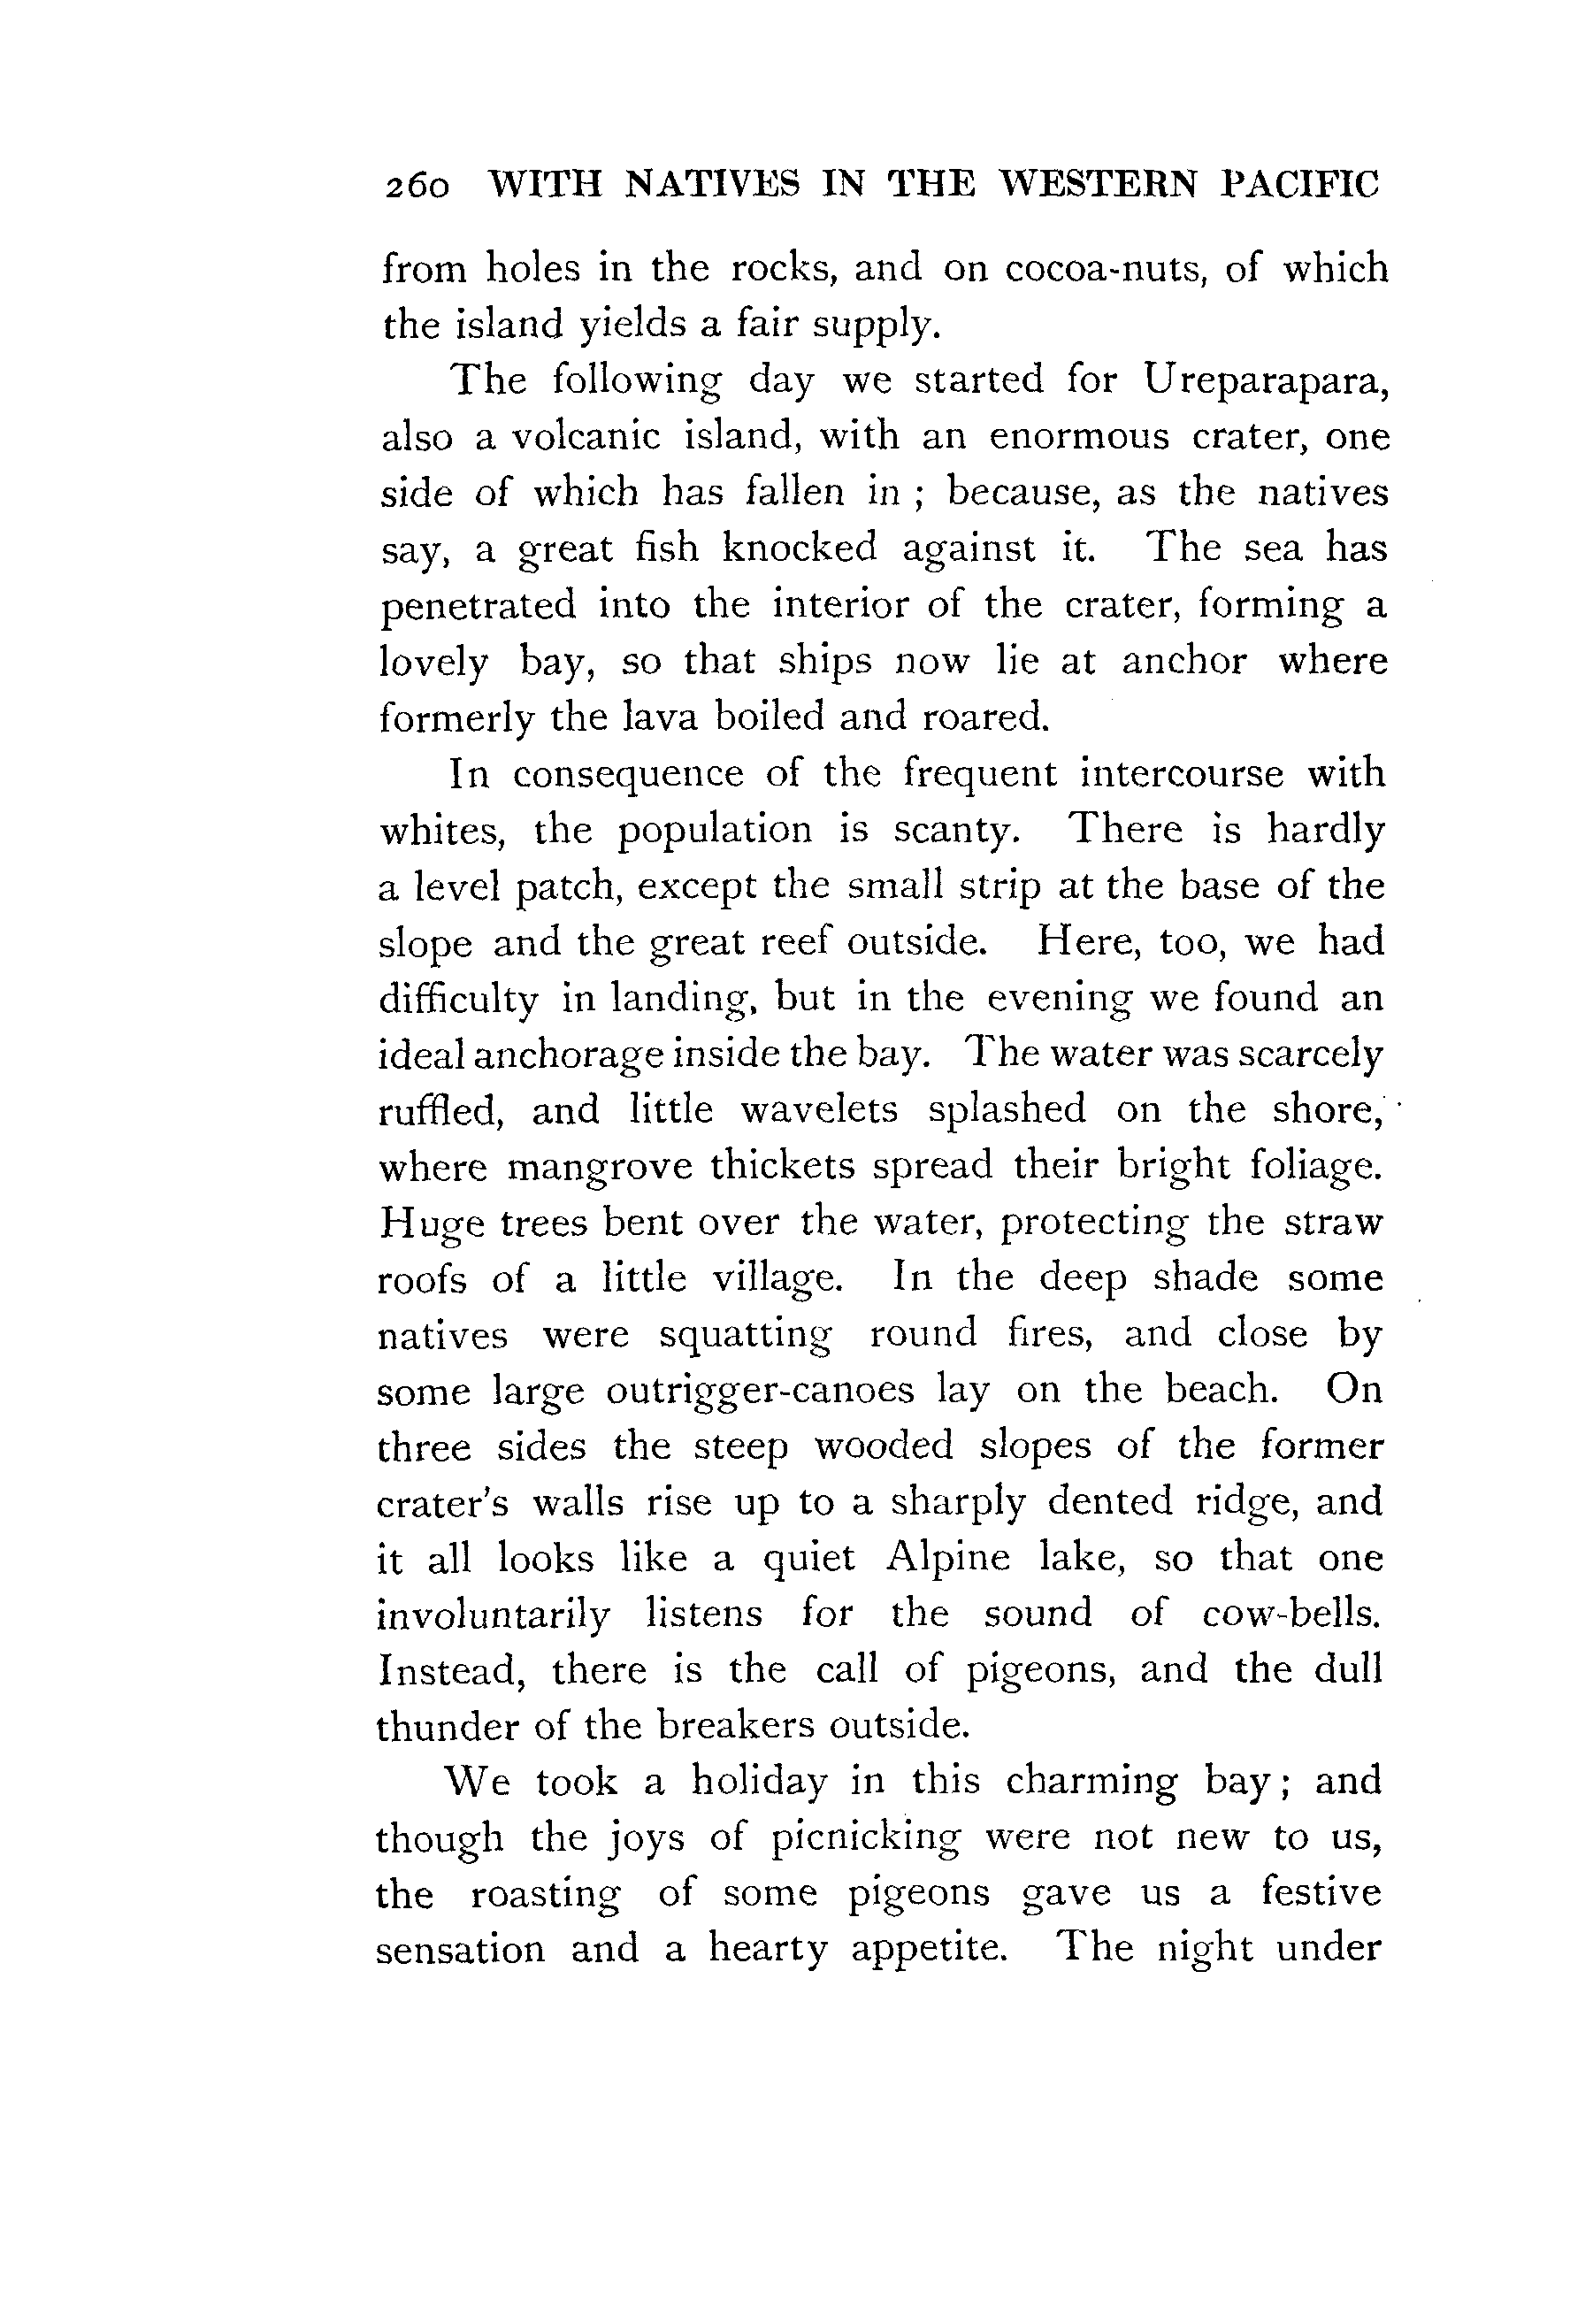 260 WITH NATIVES IN THE WESTERN PACIFIC
from holes in the rocks, and on cocoa-nuts, of which
the island yields a fair supply.
The following day we started for Ureparapara,
also a volcanic island, with an enormous crater, one
side of which has fallen in ; because, as the natives
say, a great fish knocked against it. The sea has
penetrated into the interior of the crater, forming a
lovely bay, so that ships now lie at anchor where
formerly the lava boiled and roared.
In consequence of the frequent intercourse with
whites, the population is scanty. There is hardly
a level patch, except the small strip at the base of the
slope and the great reef outside. Here, too, we had
difficulty in landing, but in the evening we found an
ideal anchorage inside the bay. The water was scarcely
ruffled, and little wavelets splashed on the shore,
where mangrove thickets spread their bright foliage.
Huge trees bent over the water, protecting the straw
roofs of a little village. In the deep shade some
natives were squatting round fires, and close by
some large outrigger-canoes lay on the beach. On
three sides the steep wooded slopes of the former
crater's walls rise up to a sharply dented ridge, and
it all looks like a quiet Alpine lake, so that one
involuntarily listens for the sound of cow-bells.
Instead, there is the call of pigeons, and the dull
thunder of the breakers outside.
We took a holiday in this charming bay; and
though the joys of picnicking were not new to us,
the roasting of some pigeons gave us a festive
sensation and a hearty appetite. The night under